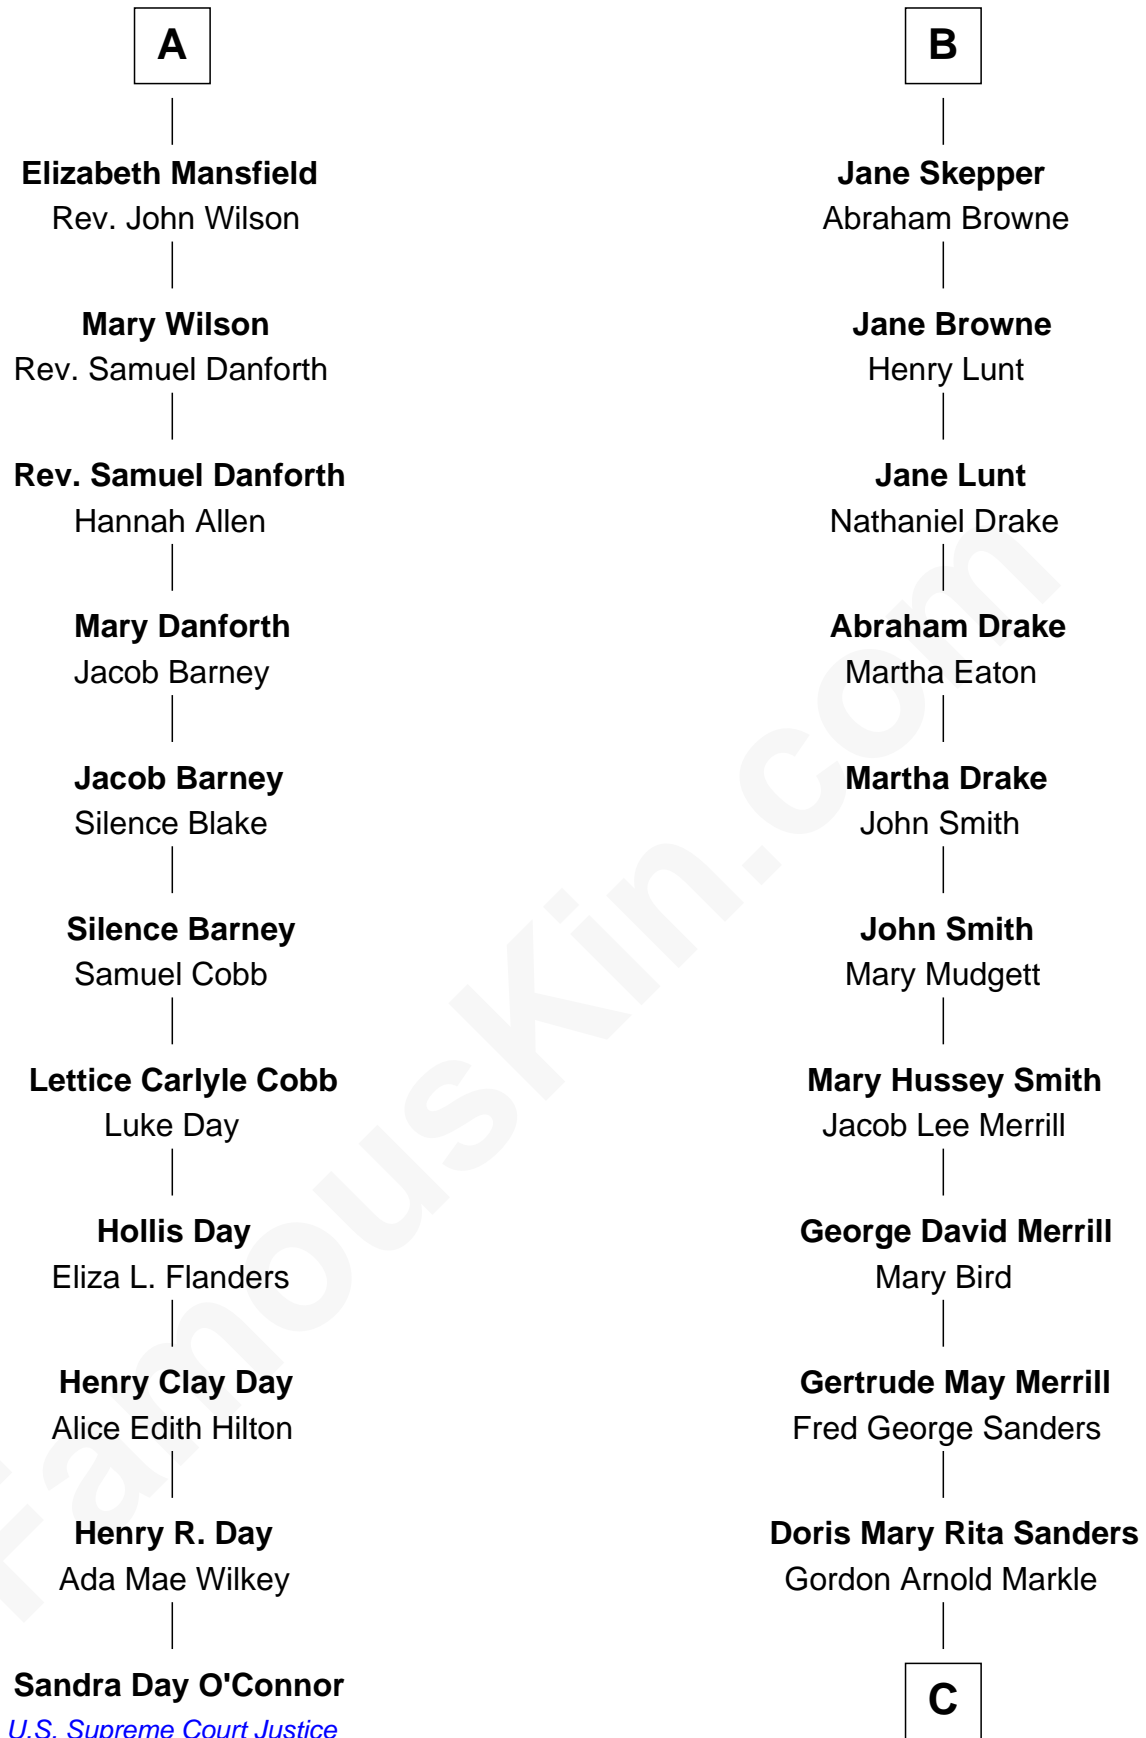 A
Elizabeth Mansfield
Rev. John Wilson
Mary Wilson
Rev. Samuel Danforth
Rev. Samuel Danforth
Hannah Allen
Mary Danforth
Jacob Barney
Jacob Barney
Silence Blake
Silence Barney
Samuel Cobb
Lettice Carlyle Cobb
Luke Day
Hollis Day
Eliza L. Flanders
Henry Clay Day
Alice Edith Hilton
Henry R. Day
Ada Mae Wilkey
Sandra Day O'Connor
U.S. Supreme Court Justice
B
Jane Skepper
Abraham Browne
Jane Browne
Henry Lunt
Jane Lunt
Nathaniel Drake
Abraham Drake
Martha Eaton
Martha Drake
John Smith
John Smith
Mary Mudgett
Mary Hussey Smith
Jacob Lee Merrill
George David Merrill
Mary Bird
Gertrude May Merrill
Fred George Sanders
Doris Mary Rita Sanders
Gordon Arnold Markle
C
FamousKin.com